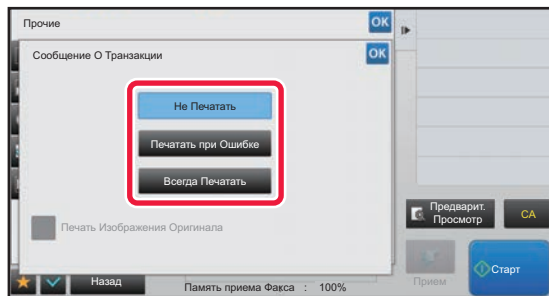 Прочие
OK
Сообщение О Транзакции
OK
Не Печатать
Печатать при Ошибке
Всегда Печатать
Печать Изображения Оригинала
Предварит.
Просмотр
CA
Назад
Память приема Факса : 100%
Прием
Старт